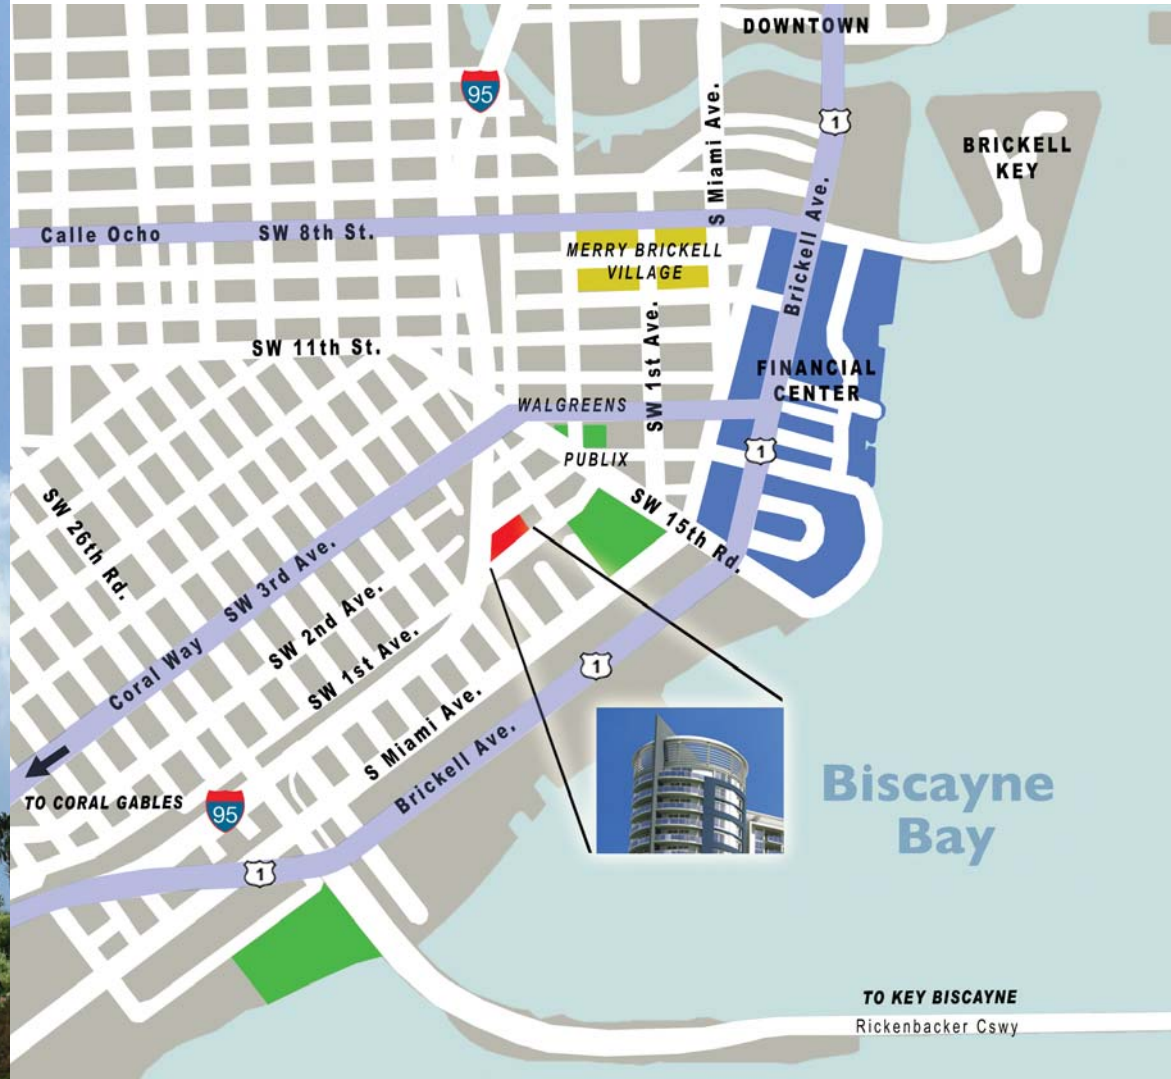 DOWNTOWN
95
S Miami Ave.
1
BRICKELL
KEY
Calle Ocho
SW 8th St.
Brickell Ave.
MERRY BRICKELL
VILLAGE
SW 1st Ave.
SW 11th St.
FINANCIAL
CENTER
WALGREENS
1
PUBLIX
SW 15th Rd.
SW 26th Rd.
Coral Way
SW 3rd Ave.
SW 2nd Ave.
SW 1st Ave.
1
S Miami Ave.
Brickell Ave.
Biscayne
Bay
TO CORAL GABLES
95
1
TO KEY BISCAYNE
Rickenbacker Cswy